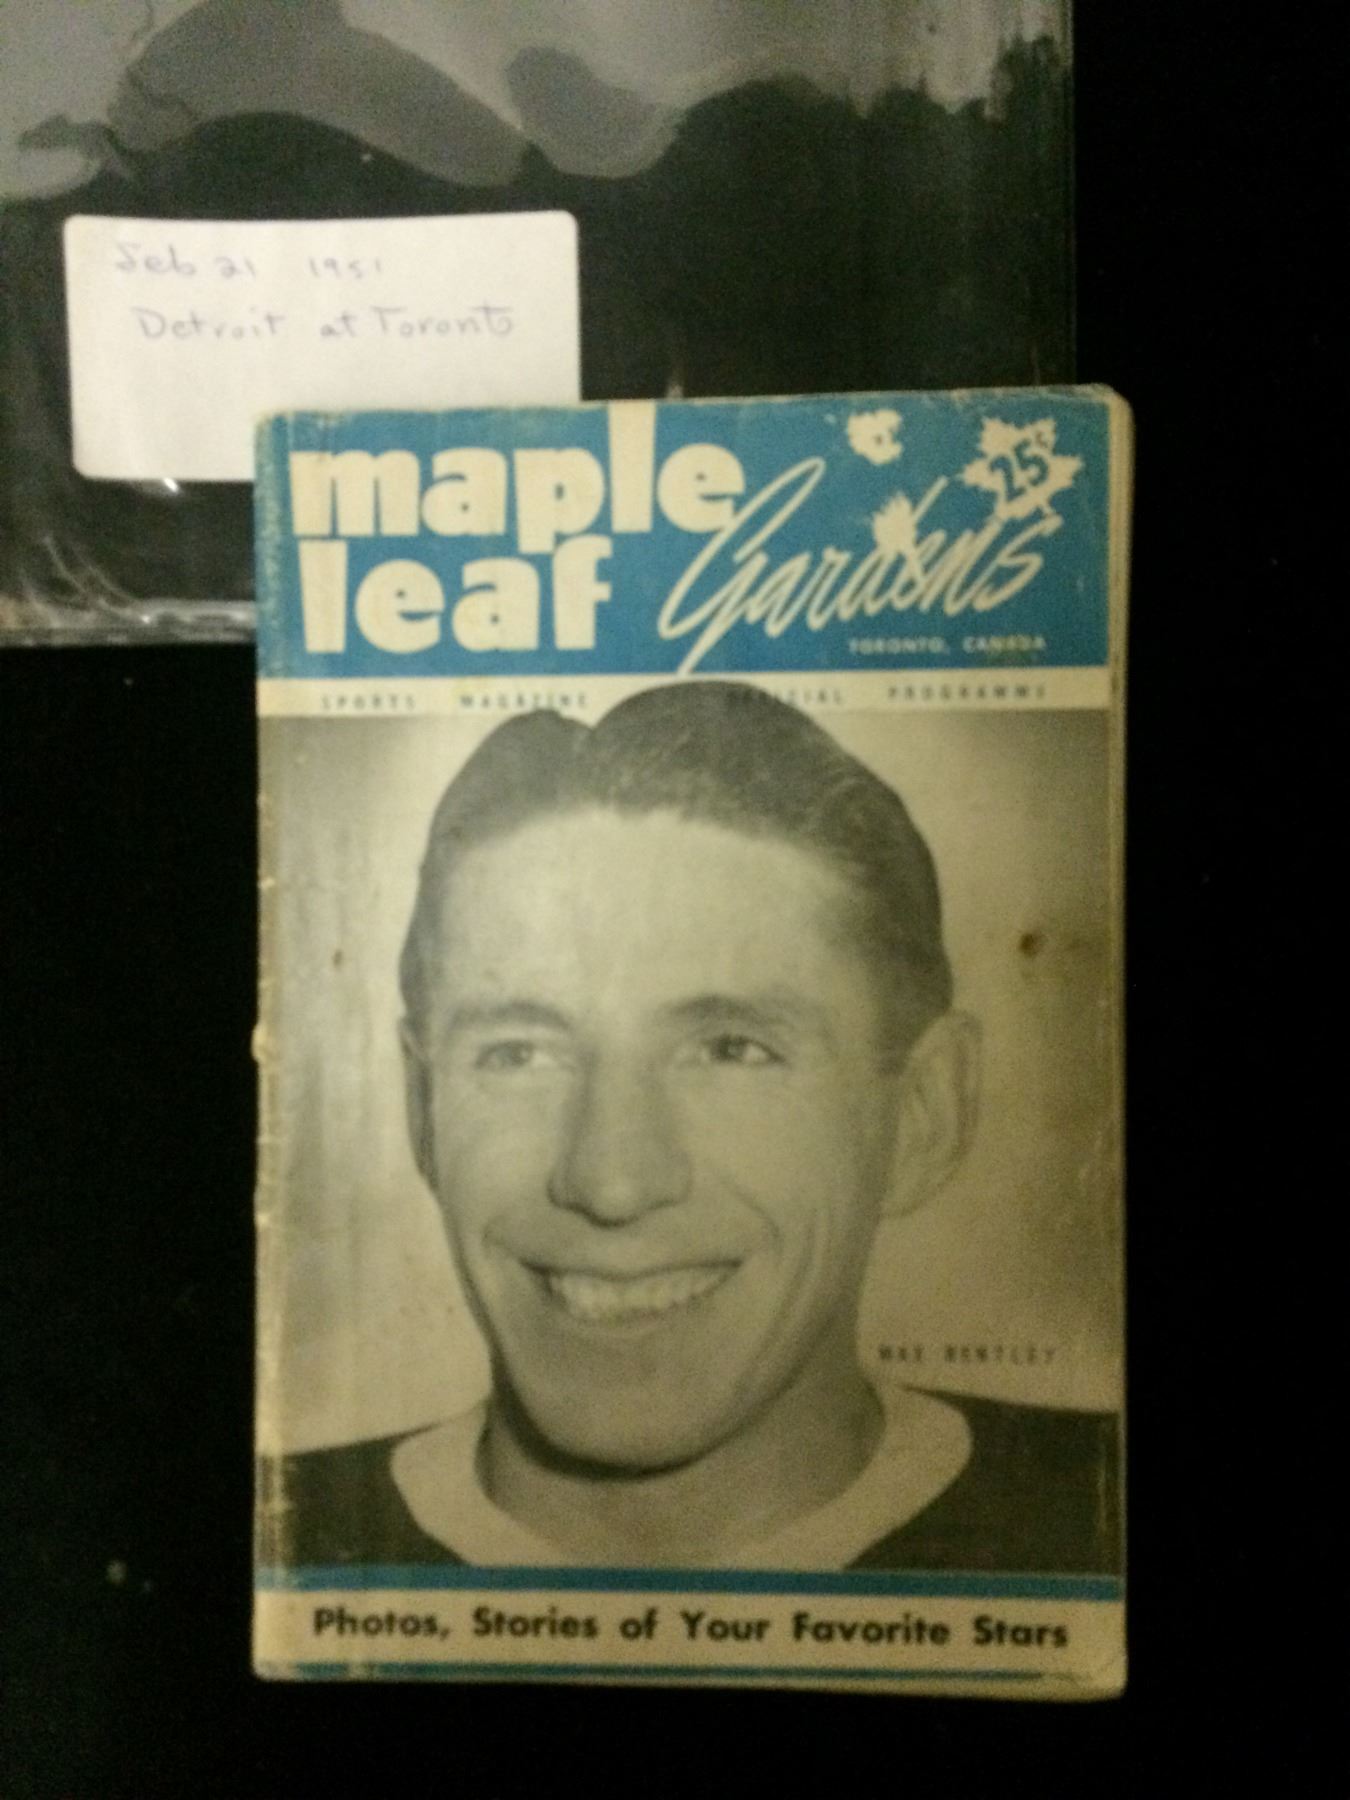 Feb 21 1951
Detroit at Toronto
maple
leaf Gardens
25¢
TORONTO, CANADA
SPORTS MAGAZINE OFFICIAL PROGRAMME
MAX BENTLEY
Photos, Stories of Your Favorite Stars